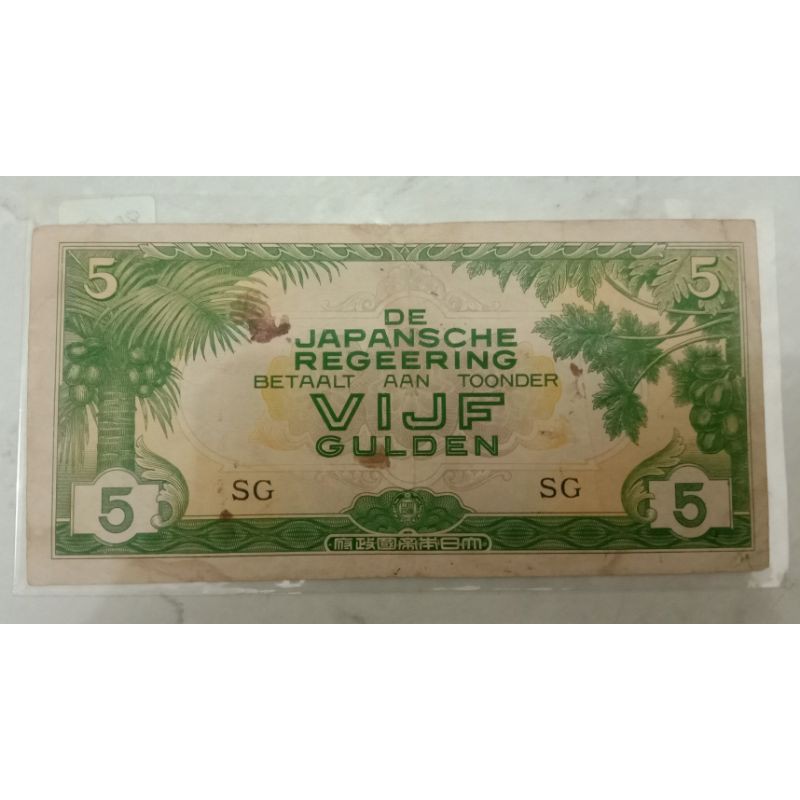 5 5
DE
JAPANSCHE
REGEERING
BETAALT AAN TOONDER
VIJF
GULDEN
SG SG
5 5
府政國帝本日大